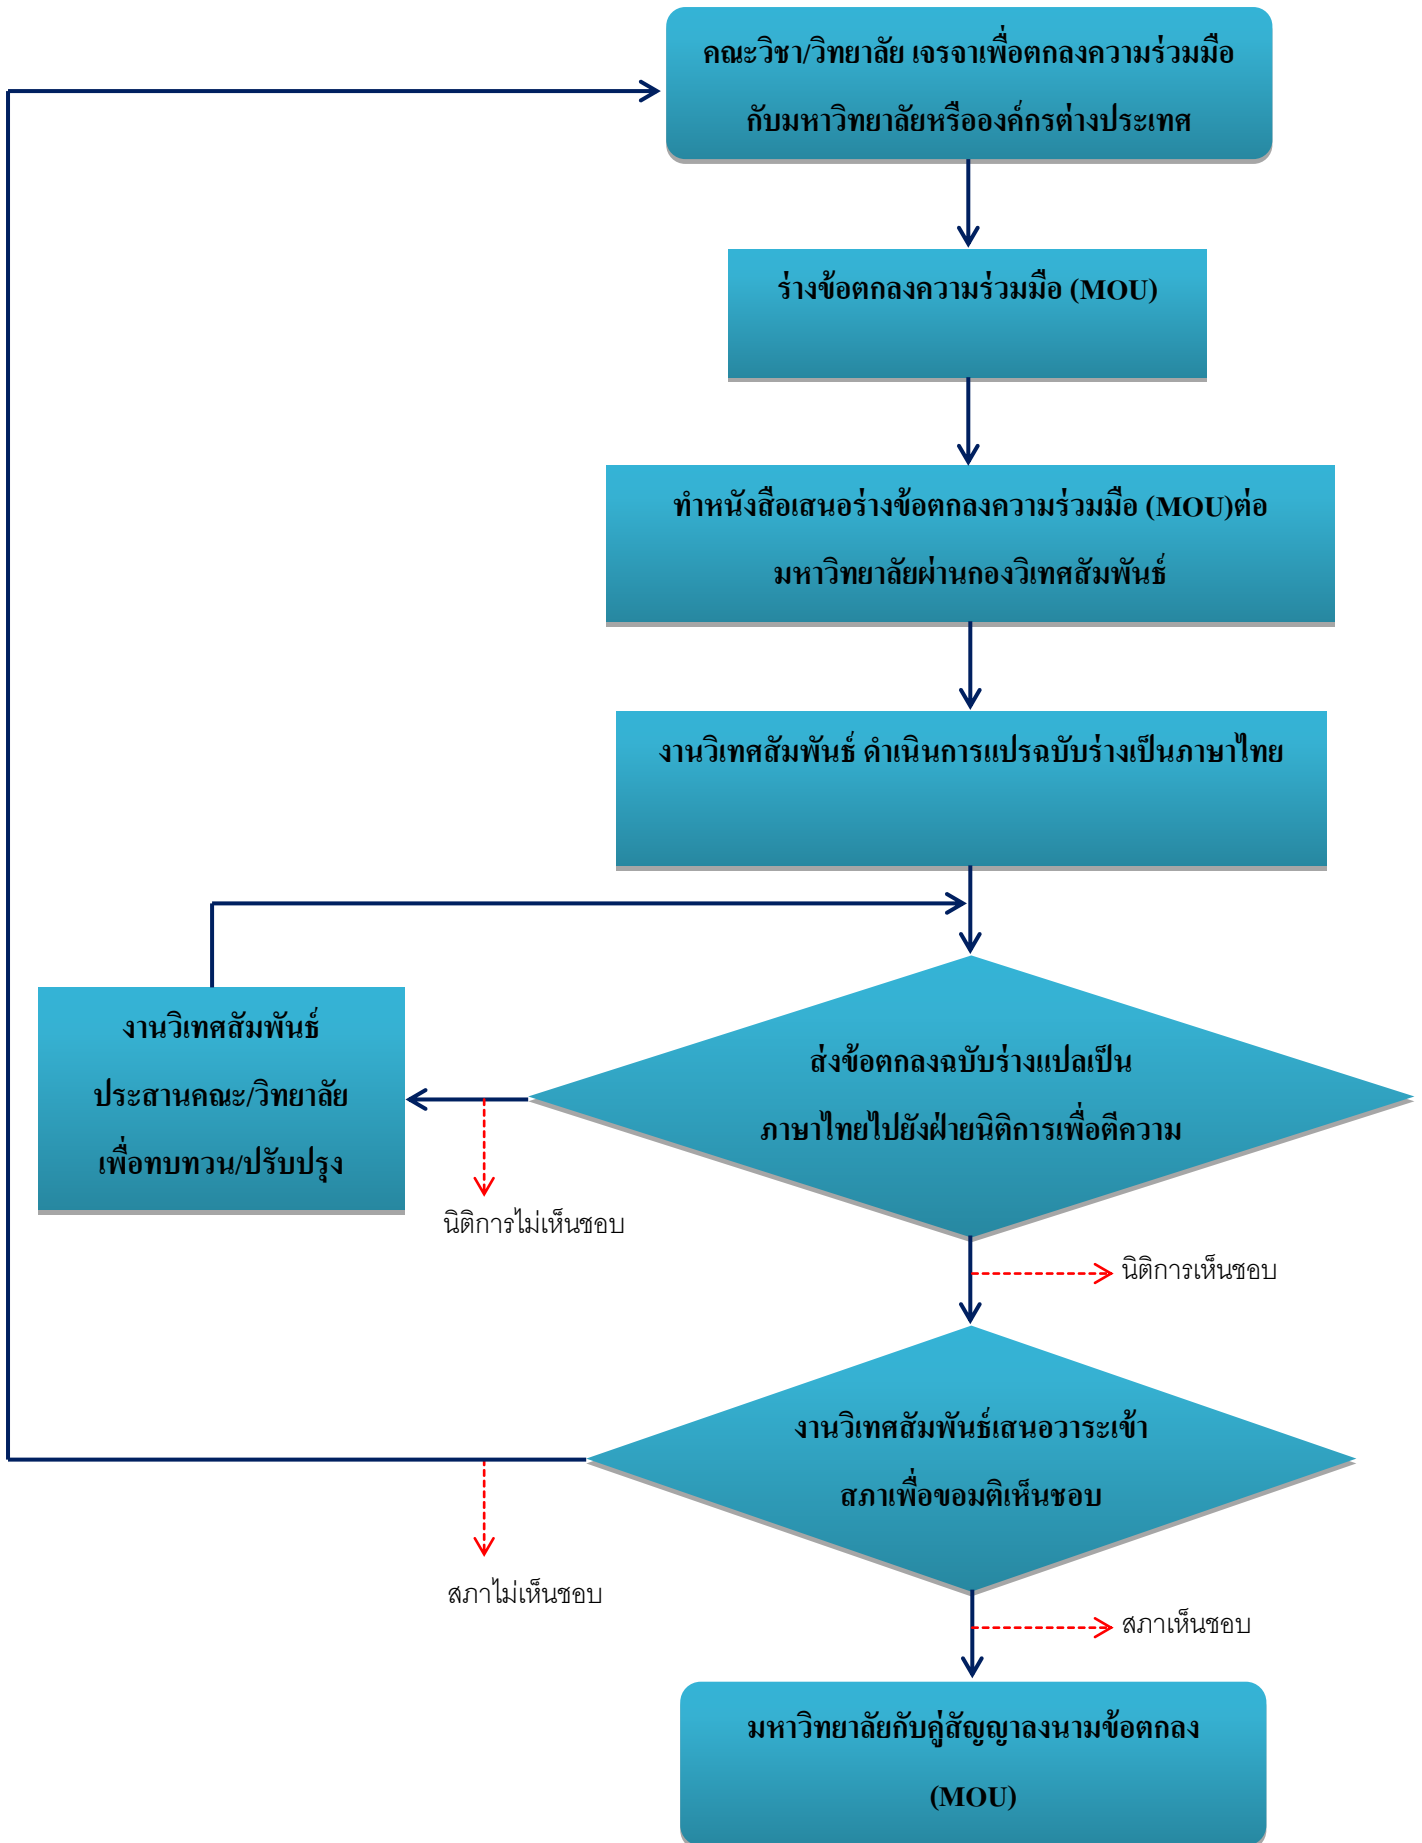 คณะวิชา/วิทยาลัย เจรจาเพื่อตกลงความร่วมมือ
กับมหาวิทยาลัยหรือองค์กรต่างประเทศ
ร่างข้อตกลงความร่วมมือ (MOU)
ทำหนังสือเสนอร่างข้อตกลงความร่วมมือ (MOU)ต่อ
มหาวิทยาลัยผ่านกองวิเทศสัมพันธ์
งานวิเทศสัมพันธ์ ดำเนินการแปรฉบับร่างเป็นภาษาไทย
งานวิเทศสัมพันธ์
ประสานคณะ/วิทยาลัย
เพื่อทบทวน/ปรับปรุง
ส่งข้อตกลงฉบับร่างแปลเป็น
ภาษาไทยไปยังฝ่ายนิติการเพื่อตีความ
นิติการไม่เห็นชอบ
นิติการเห็นชอบ
งานวิเทศสัมพันธ์เสนอวาระเข้า
สภาเพื่อขอมติเห็นชอบ
สภาไม่เห็นชอบ
สภาเห็นชอบ
มหาวิทยาลัยกับคู่สัญญาลงนามข้อตกลง
(MOU)